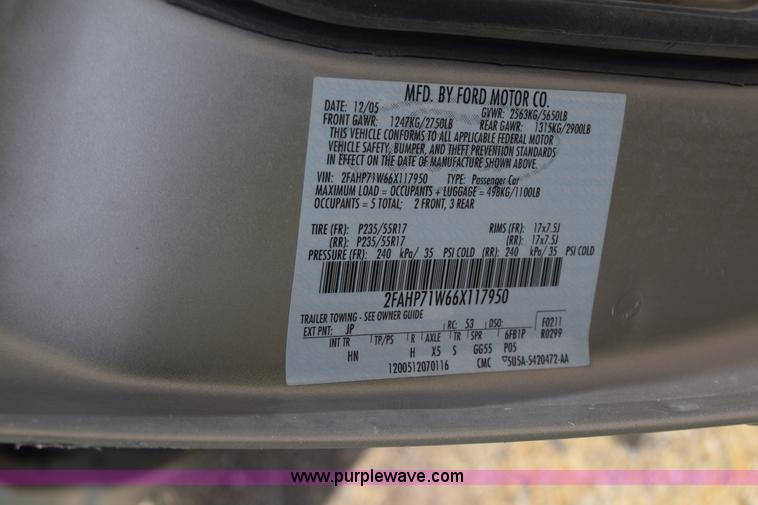 MFD. BY FORD MOTOR CO.
DATE: 12/05 GVWR: 2563KG/5650LB
FRONT GAWR: 1247KG/2750LB REAR GAWR: 1315KG/2900LB
THIS VEHICLE CONFORMS TO ALL APPLICABLE FEDERAL MOTOR
VEHICLE SAFETY, BUMPER, AND THEFT PREVENTION STANDARDS
IN EFFECT ON THE DATE OF MANUFACTURE SHOWN ABOVE.
VIN: 2FAHP71W66X117950 TYPE: Passenger Car
MAXIMUM LOAD = OCCUPANTS + LUGGAGE = 498KG/1100LB
OCCUPANTS = 5 TOTAL; 2 FRONT, 3 REAR
TIRE (FR): P235/55R17 RIMS (FR): 17x7.5J
(RR): P235/55R17 (RR): 17x7.5J
PRESSURE (FR): 240 kPa/ 35 PSI COLD (RR): 240 kPa/ 35 PSI COLD
2FAHP71W66X117950
TRAILER TOWING - SEE OWNER GUIDE
EXT PNT: JP RC: 53 DSO: F0211
INT TR TP/PS R AXLE TR SPR 6FB1P R0299
HN H X5 S GG55 P05
1200512070116 CMC 5U5A-5420472-AA
www.purplewave.com